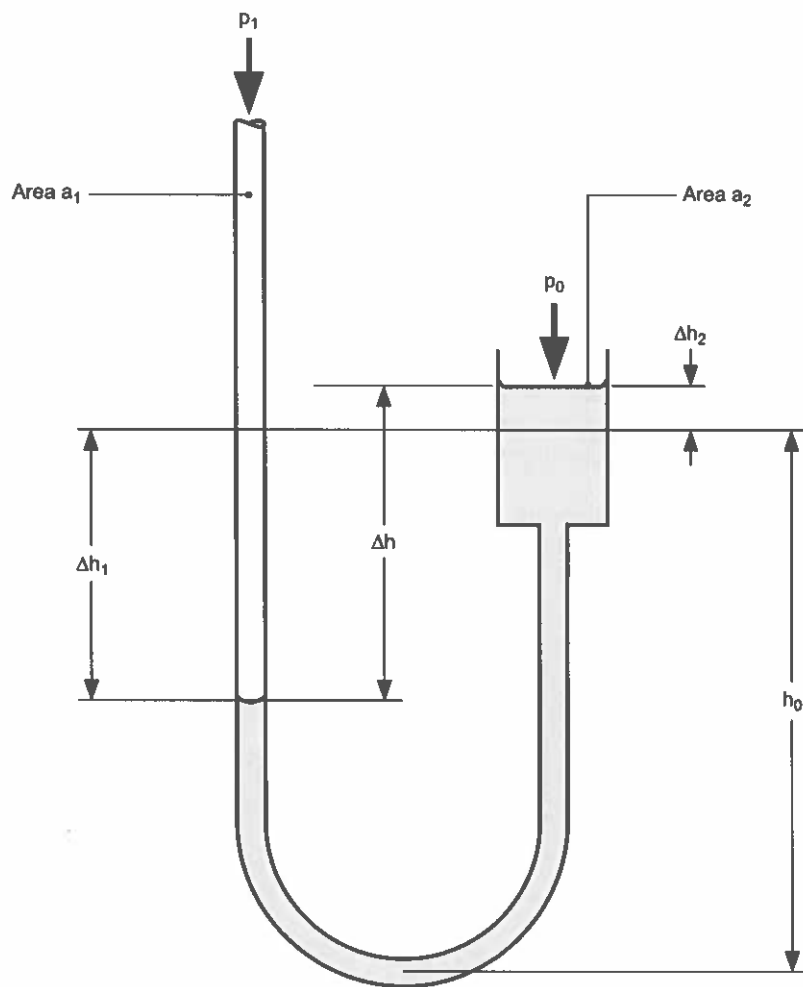 p₁
Area a₁
Area a₂
p₀
Δh₂
Δh₁
Δh
h₀